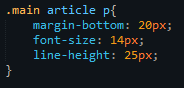 .main article p{
    margin-bottom: 20px;
    font-size: 14px;
    line-height: 25px;
}